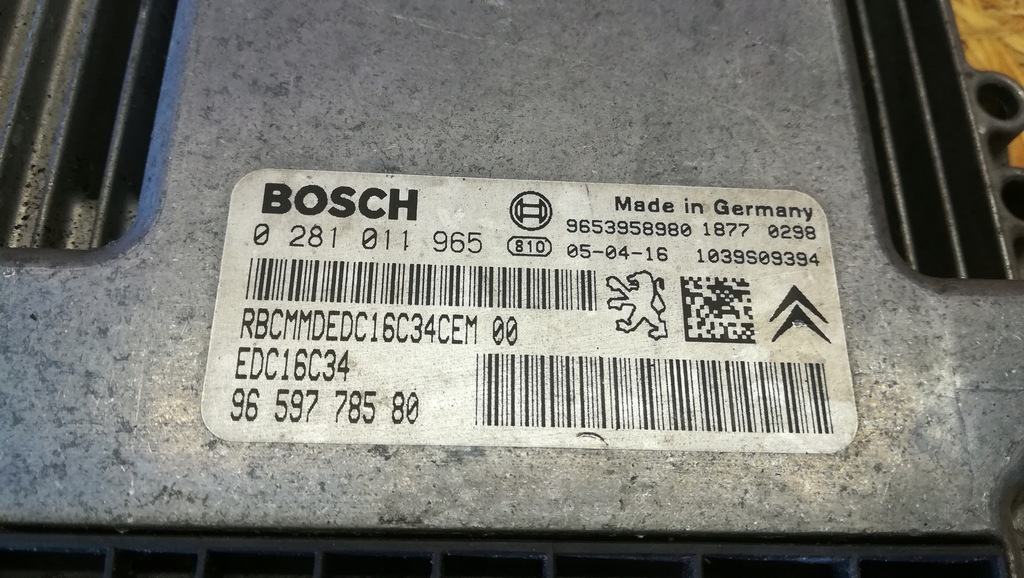 BOSCH
Made in Germany
9653958980 1877 0298
0 281 011 965
810
05-04-16 1039S09394
RBCMMDEDC16C34CEM 00
EDC16C34
96 597 785 80